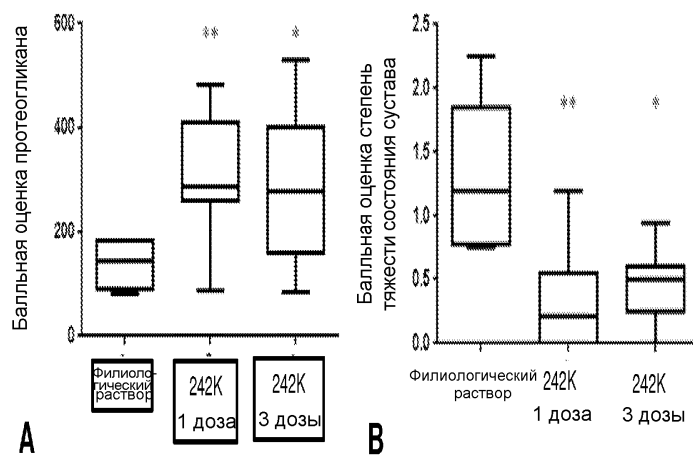 Балльная оценка протеогликана
600
400
200
0
**
*
Филиоло-
гический
раствор
242K
1 доза
242K
3 дозы
A
Балльная оценка степень
тяжести состояния сустава
2.5
2.0
1.5
1.0
0.5
0.0
**
*
Филиологический
раствор
242K
1 доза
242K
3 дозы
B